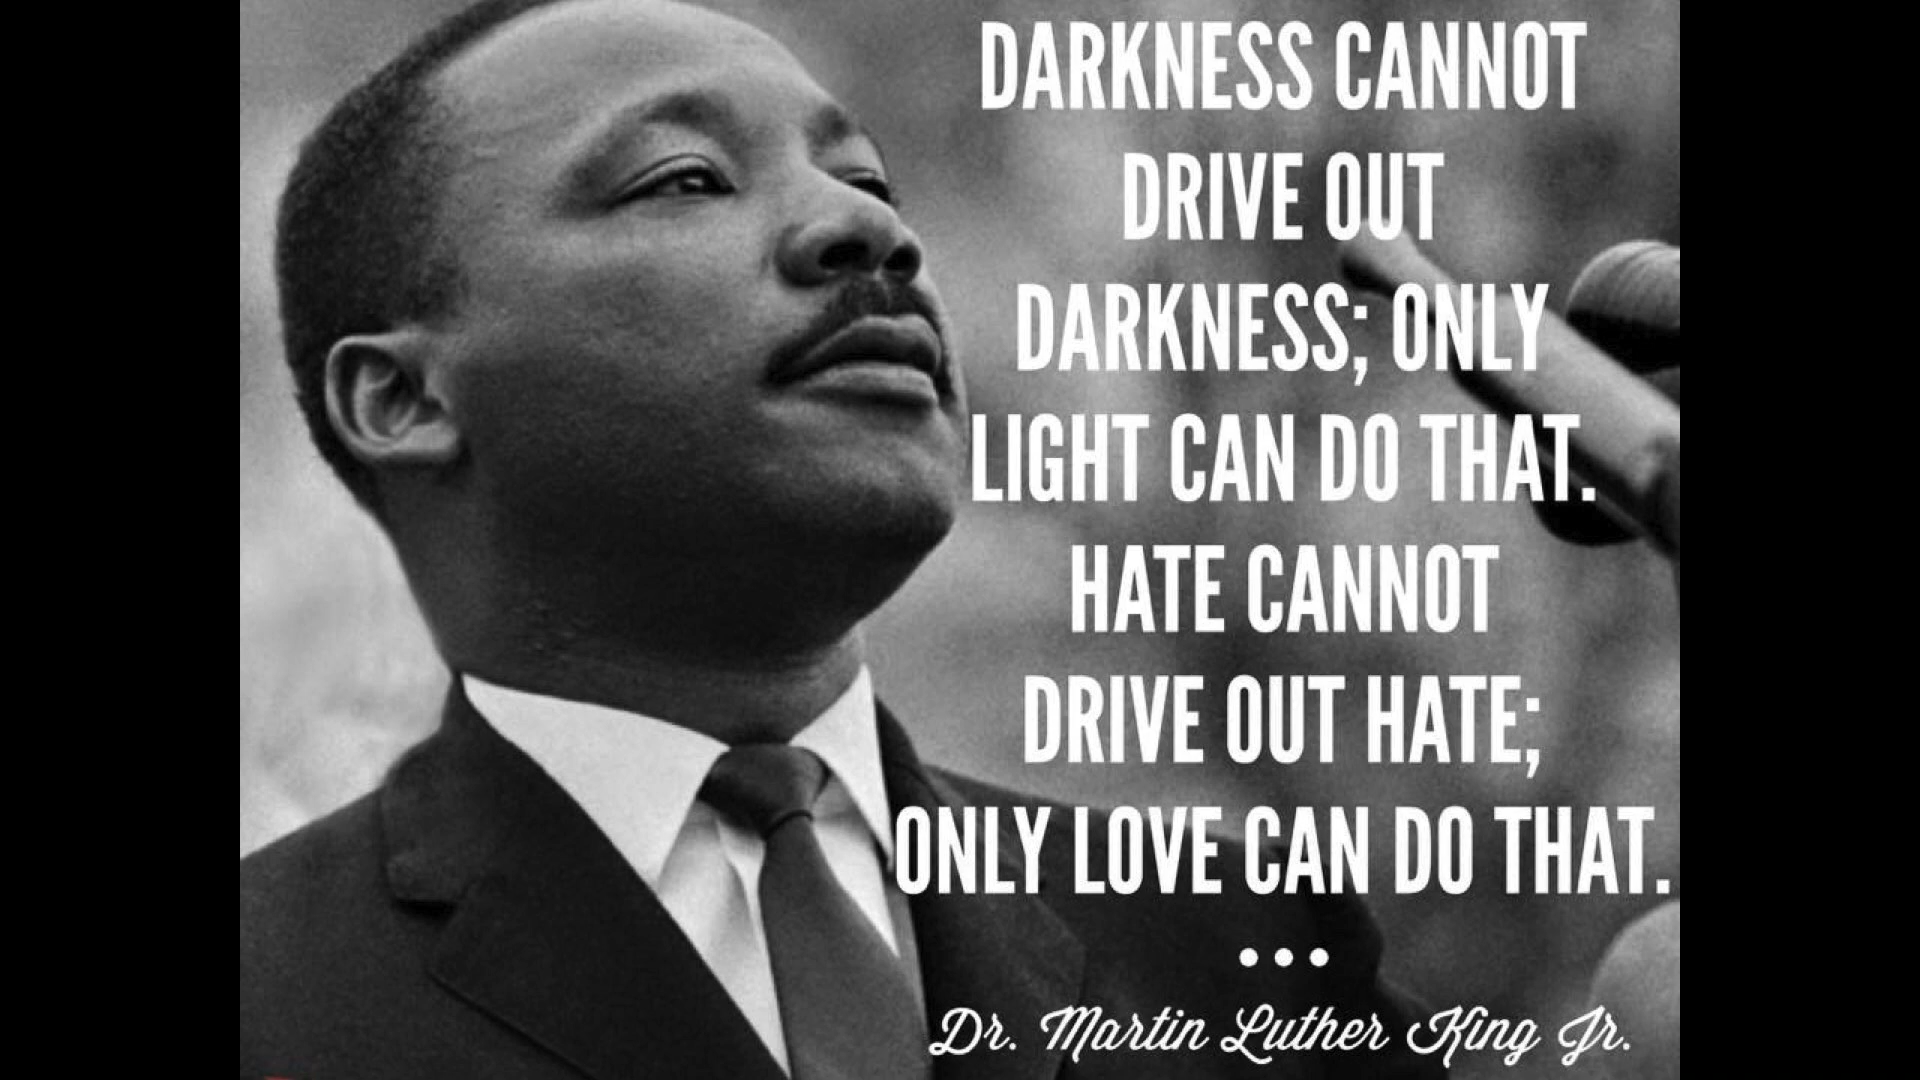 DARKNESS CANNOT
DRIVE OUT
DARKNESS; ONLY
LIGHT CAN DO THAT.
HATE CANNOT
DRIVE OUT HATE;
ONLY LOVE CAN DO THAT.
...
Dr. Martin Luther King Jr.